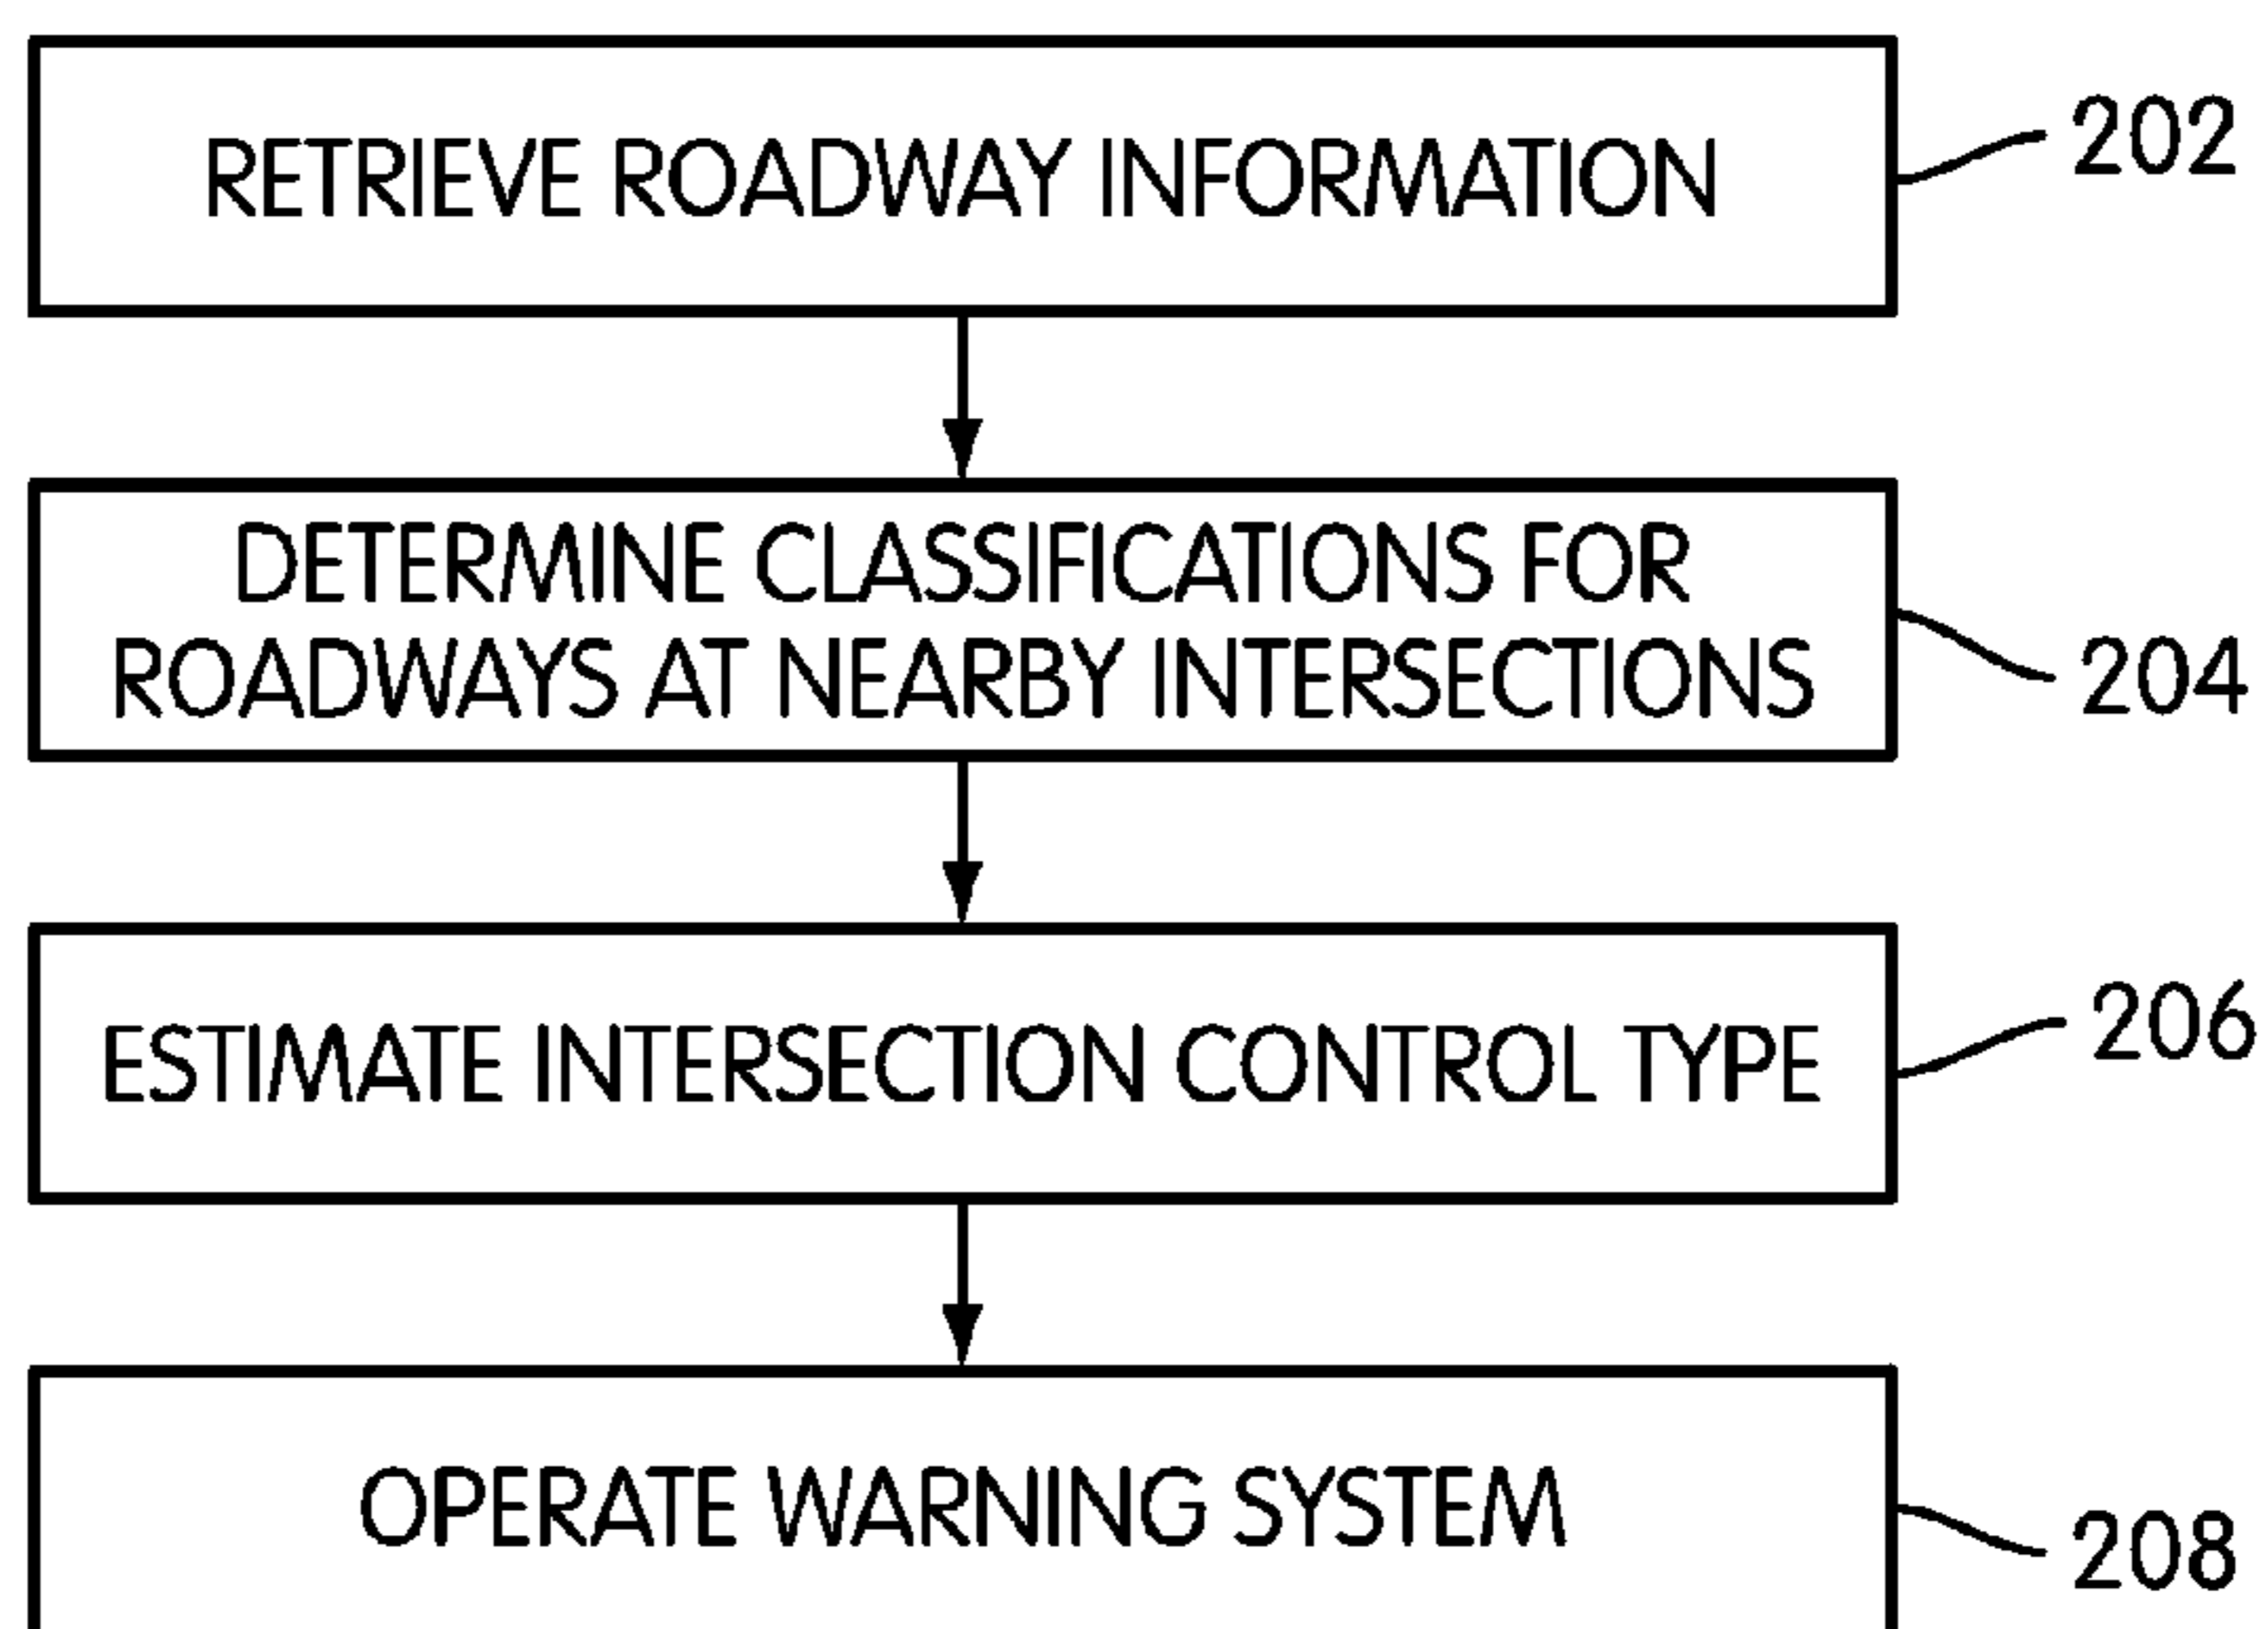 RETRIEVE ROADWAY INFORMATION
202
DETERMINE CLASSIFICATIONS FOR
ROADWAYS AT NEARBY INTERSECTIONS
204
ESTIMATE INTERSECTION CONTROL TYPE
206
OPERATE WARNING SYSTEM
208